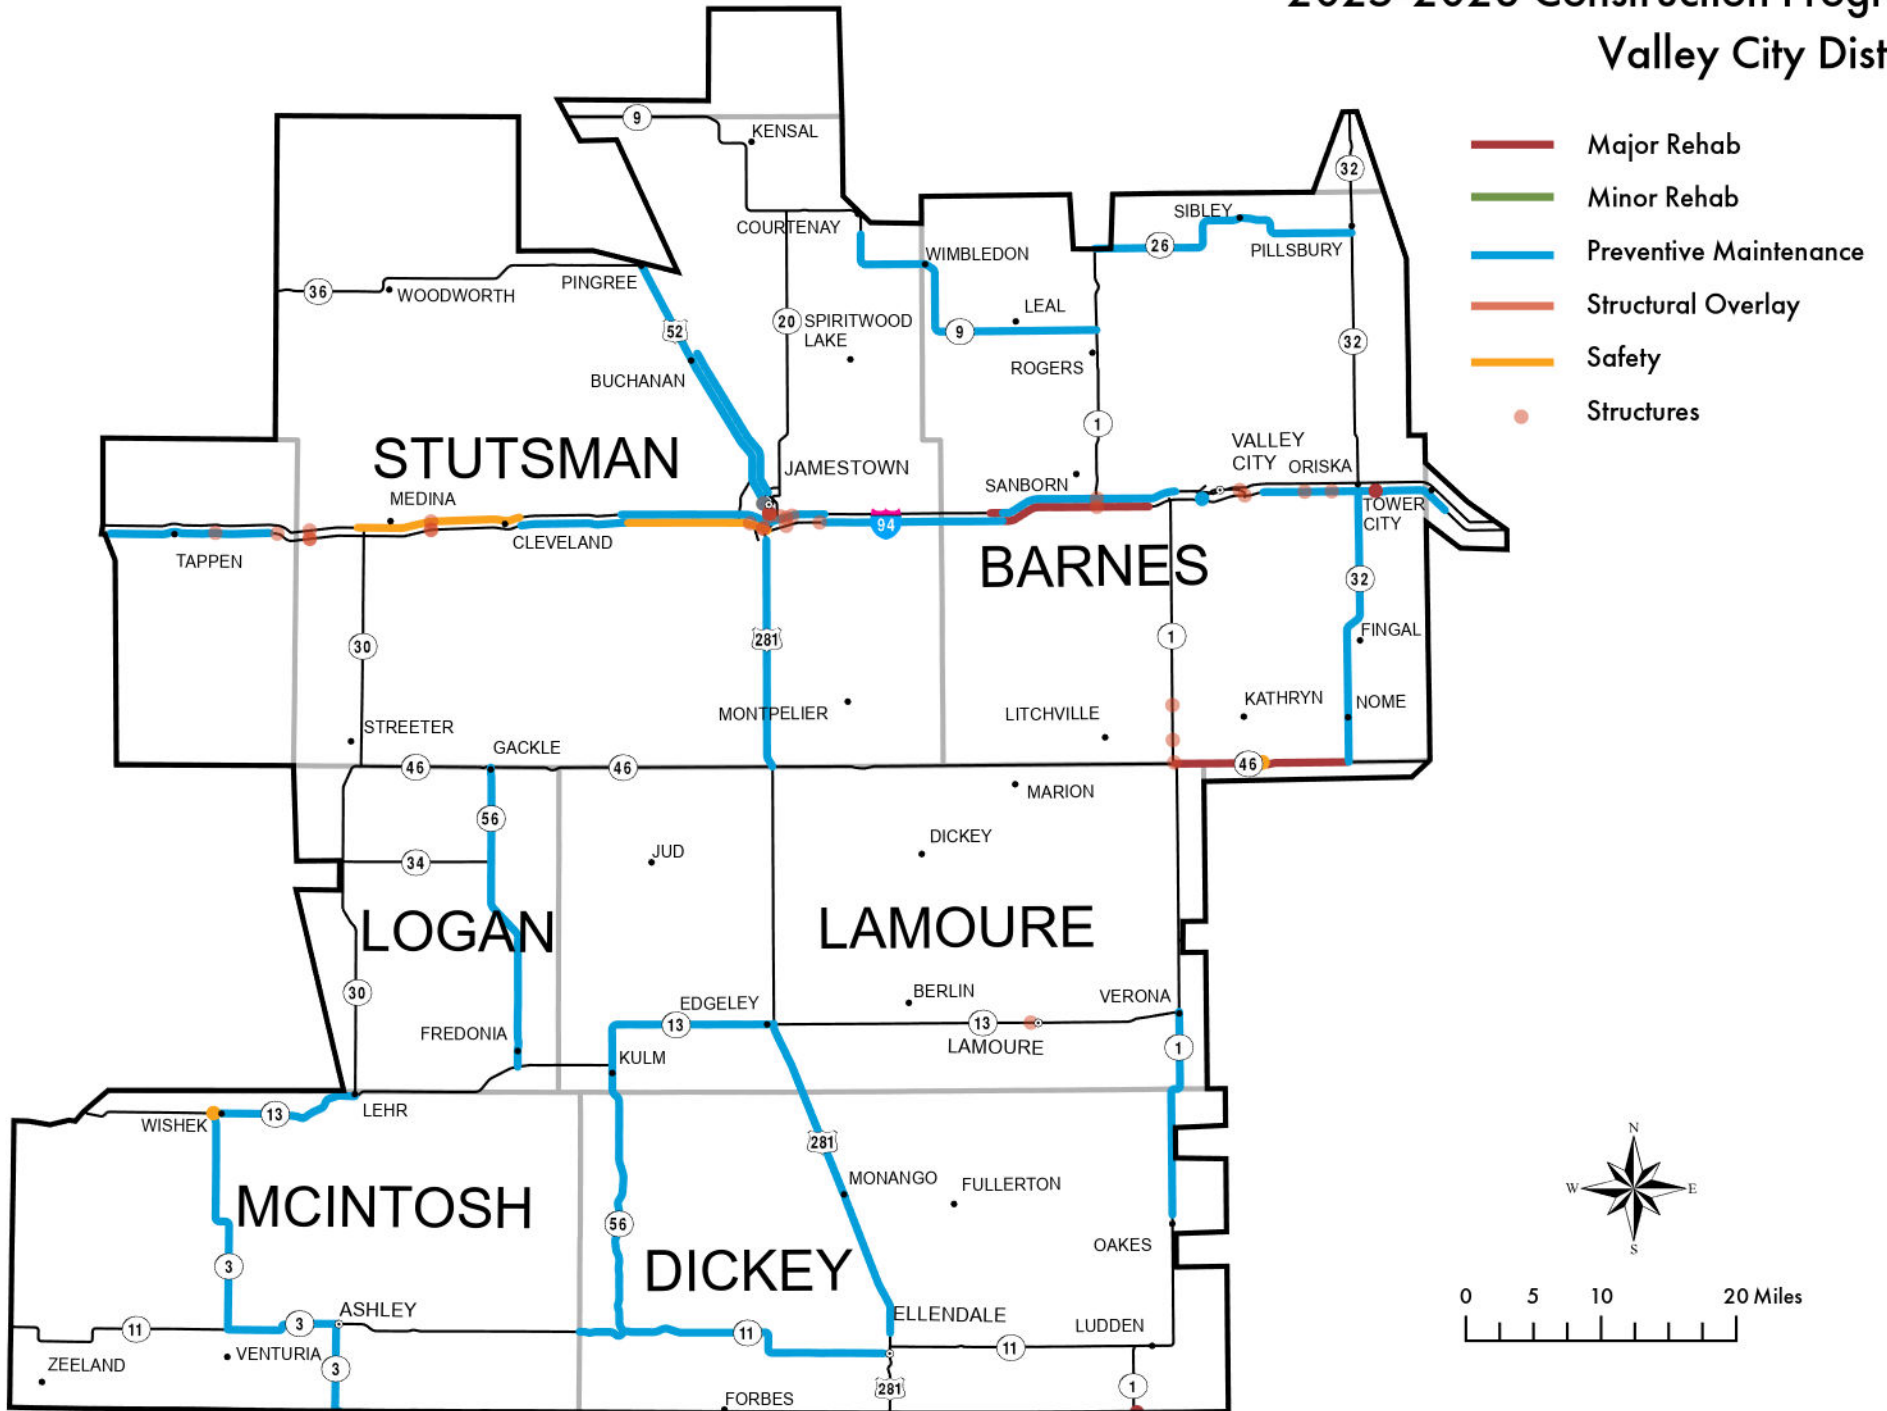 2025-2028 Construction Progr
Valley City Dist
Major Rehab
Minor Rehab
Preventive Maintenance
Structural Overlay
Safety
Structures
9
KENSAL
32
COURTENAY
SIBLEY
26
PILLSBURY
WIMBLEDON
PINGREE
36
WOODWORTH
52
20
SPIRITWOOD
LAKE
LEAL
9
32
ROGERS
BUCHANAN
1
STUTSMAN
JAMESTOWN
VALLEY
CITY
ORISKA
MEDINA
SANBORN
94
TOWER
CITY
CLEVELAND
TAPPEN
BARNES
32
FINGAL
30
281
1
KATHRYN
NOME
STREETER
MONTPELIER
LITCHVILLE
GACKLE
46
46
46
MARION
56
34
JUD
DICKEY
LOGAN
LAMOURE
30
BERLIN
VERONA
EDGELEY
13
13
LAMOURE
FREDONIA
KULM
1
WISHEK
13
LEHR
281
MCINTOSH
MONANGO
FULLERTON
56
OAKES
3
DICKEY
ASHLEY
3
11
ELLENDALE
11
LUDDEN
11
ZEELAND
VENTURIA
3
FORBES
281
1
N
W
E
S
0
5
10
20 Miles